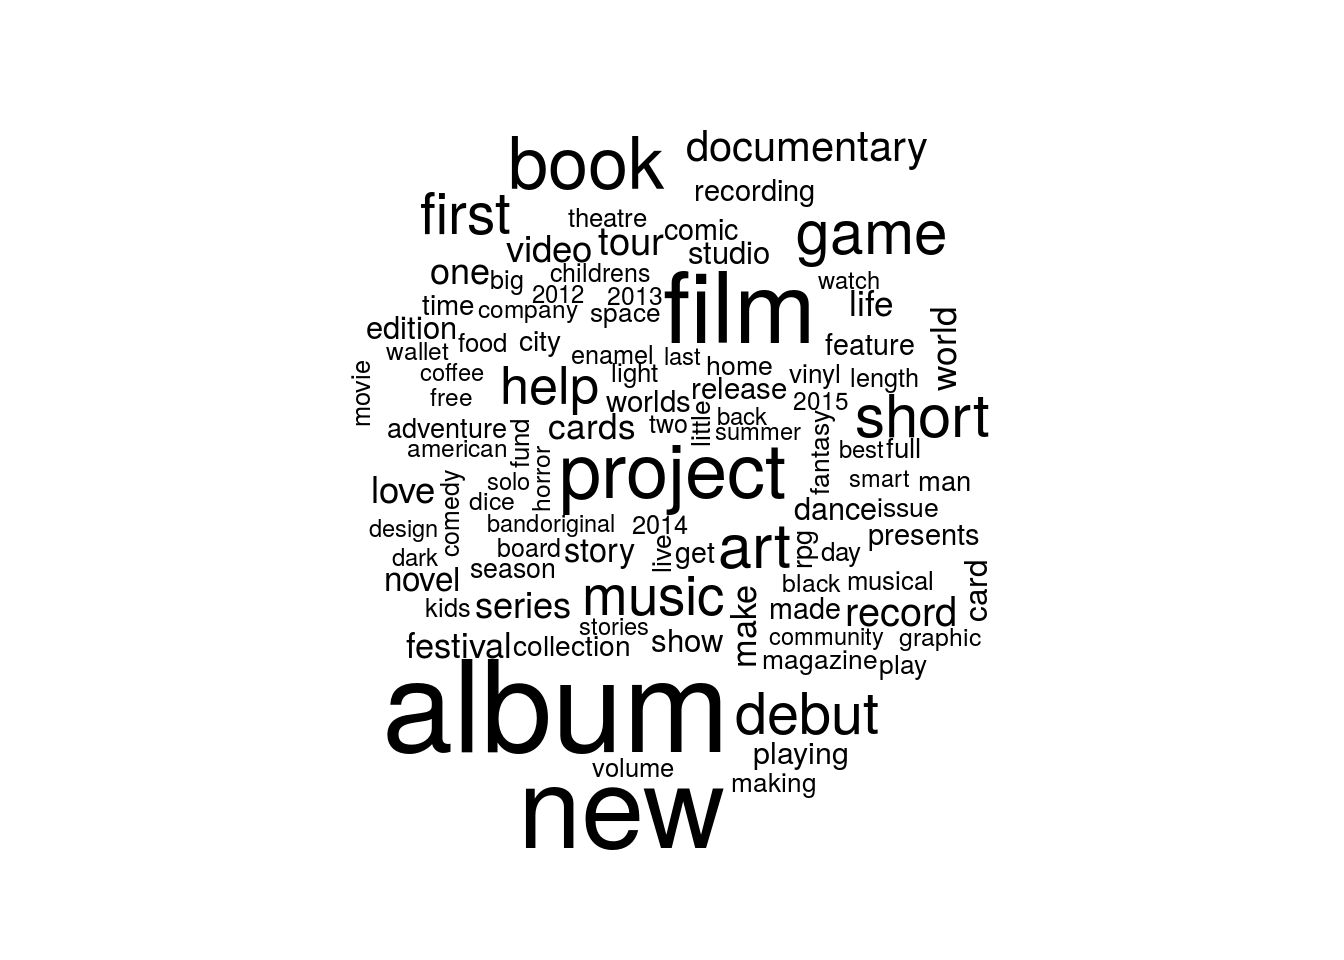 book
documentary
recording
first
theatre
comic
game
video
tour
studio
one
big
childrens
watch
film
2012
2013
life
time
company
space
world
edition
food
city
feature
wallet
enamel
last
home
vinyl
length
movie
coffee
help
light
release
free
worlds
2015
short
adventure
cards
two
little
back
summer
american
fund
fantasy
best
full
project
love
comedy
solo
horror
smart
man
dice
dance
issue
design
bandoriginal
2014
art
presents
dark
board
story
live
get
rpg
day
novel
season
music
black
musical
card
kids
series
make
made
record
stories
festival
collection
show
community
graphic
magazine
play
album
debut
playing
volume
making
new